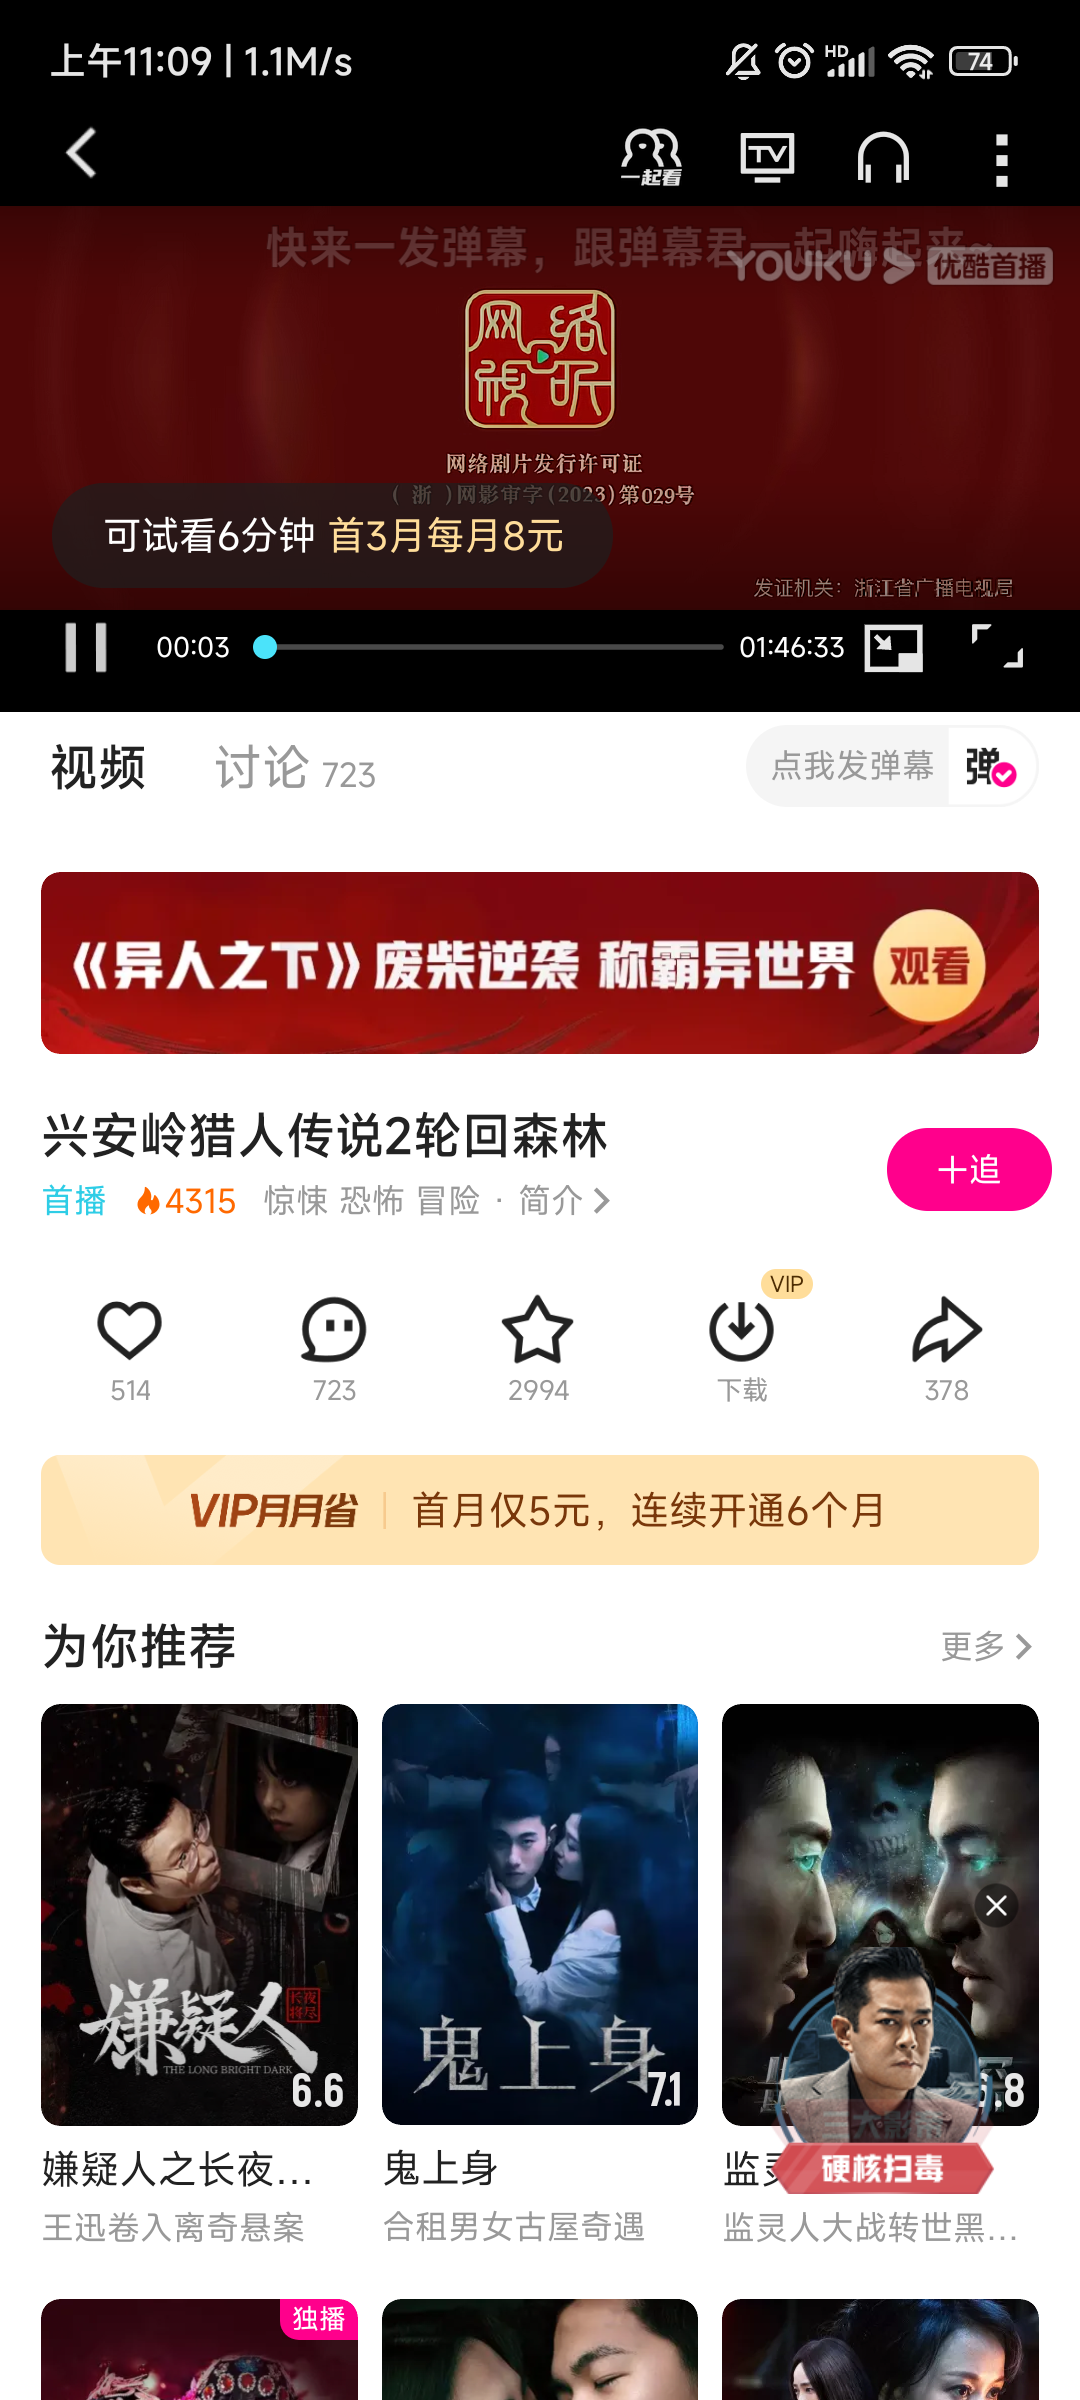 上午11:09 | 1.1M/s
HD
74
一起看
TV
快来一发弹幕，跟弹幕君一起嗨起来~
YOUKU 优酷首播
网络视听
网络剧片发行许可证
（浙）网影审字(2023)第029号
可试看6分钟 首3月每月8元
发证机关：浙江省广播电视局
00:03
01:46:33
视频
讨论 723
点我发弹幕
弹
《异人之下》废柴逆袭 称霸异世界 观看
兴安岭猎人传说2轮回森林
十追
首播 4315 惊悚 恐怖 冒险 · 简介
VIP
514
723
2994
下载
378
VIP月月省 首月仅5元，连续开通6个月
为你推荐
更多
嫌疑人
长夜将尽
THE LONG BRIGHT DARK
6.6
鬼上身
7.1
.8
硬核扫毒
嫌疑人之长夜...
鬼上身
监灵
王迅卷入离奇悬案
合租男女古屋奇遇
监灵人大战转世黑...
独播